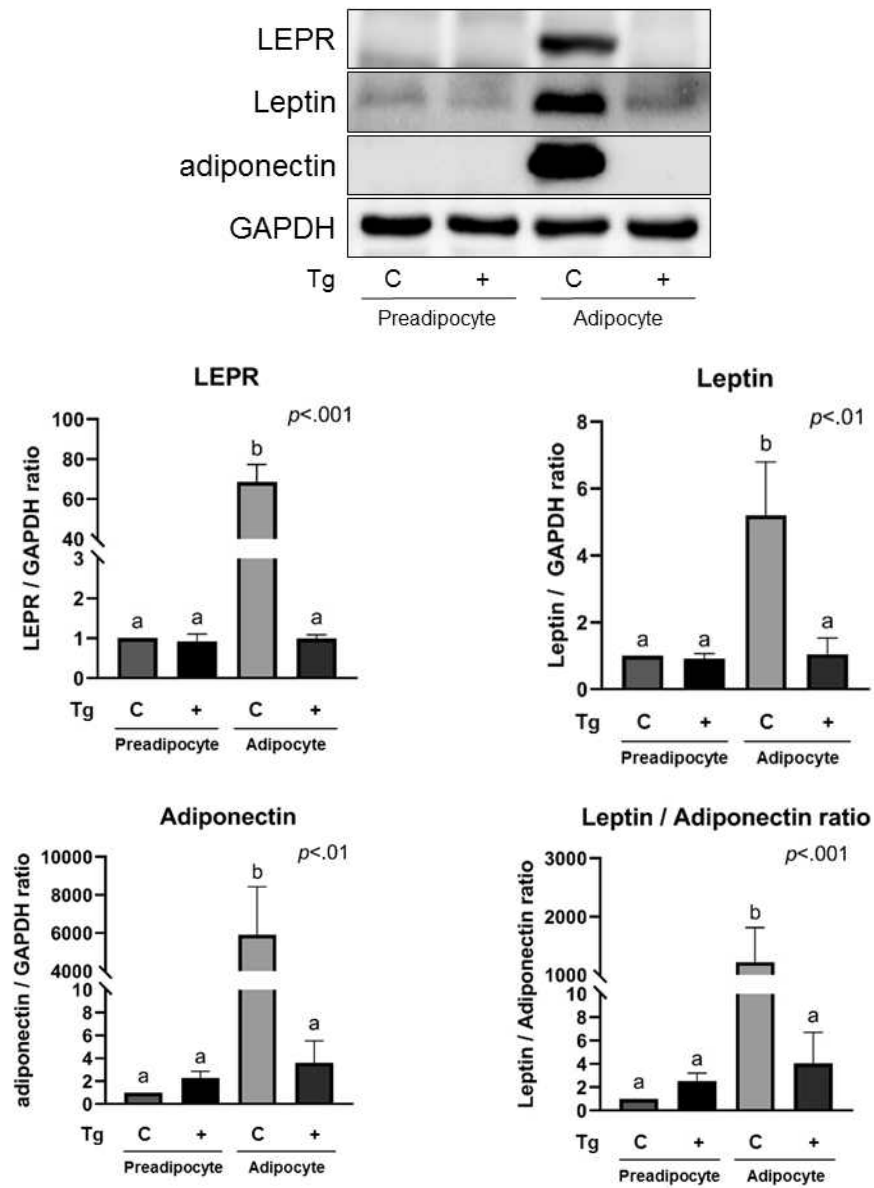 LEPR
Leptin
adiponectin
GAPDH
Tg C + C +
Preadipocyte Adipocyte
LEPR
p<.001
LEPR / GAPDH ratio
100
80
60
40
3
2
1
0
a a b a
Tg C + C +
Preadipocyte Adipocyte
Leptin
p<.01
Leptin / GAPDH ratio
8
6
4
2
0
a a b a
Tg C + C +
Preadipocyte Adipocyte
Adiponectin
p<.01
adiponectin / GAPDH ratio
10000
8000
6000
4000
10
8
6
4
2
0
a a b a
Tg C + C +
Preadipocyte Adipocyte
Leptin / Adiponectin ratio
p<.001
Leptin / Adiponectin ratio
3000
2000
1000
10
8
6
4
2
0
a a b a
Tg C + C +
Preadipocyte Adipocyte